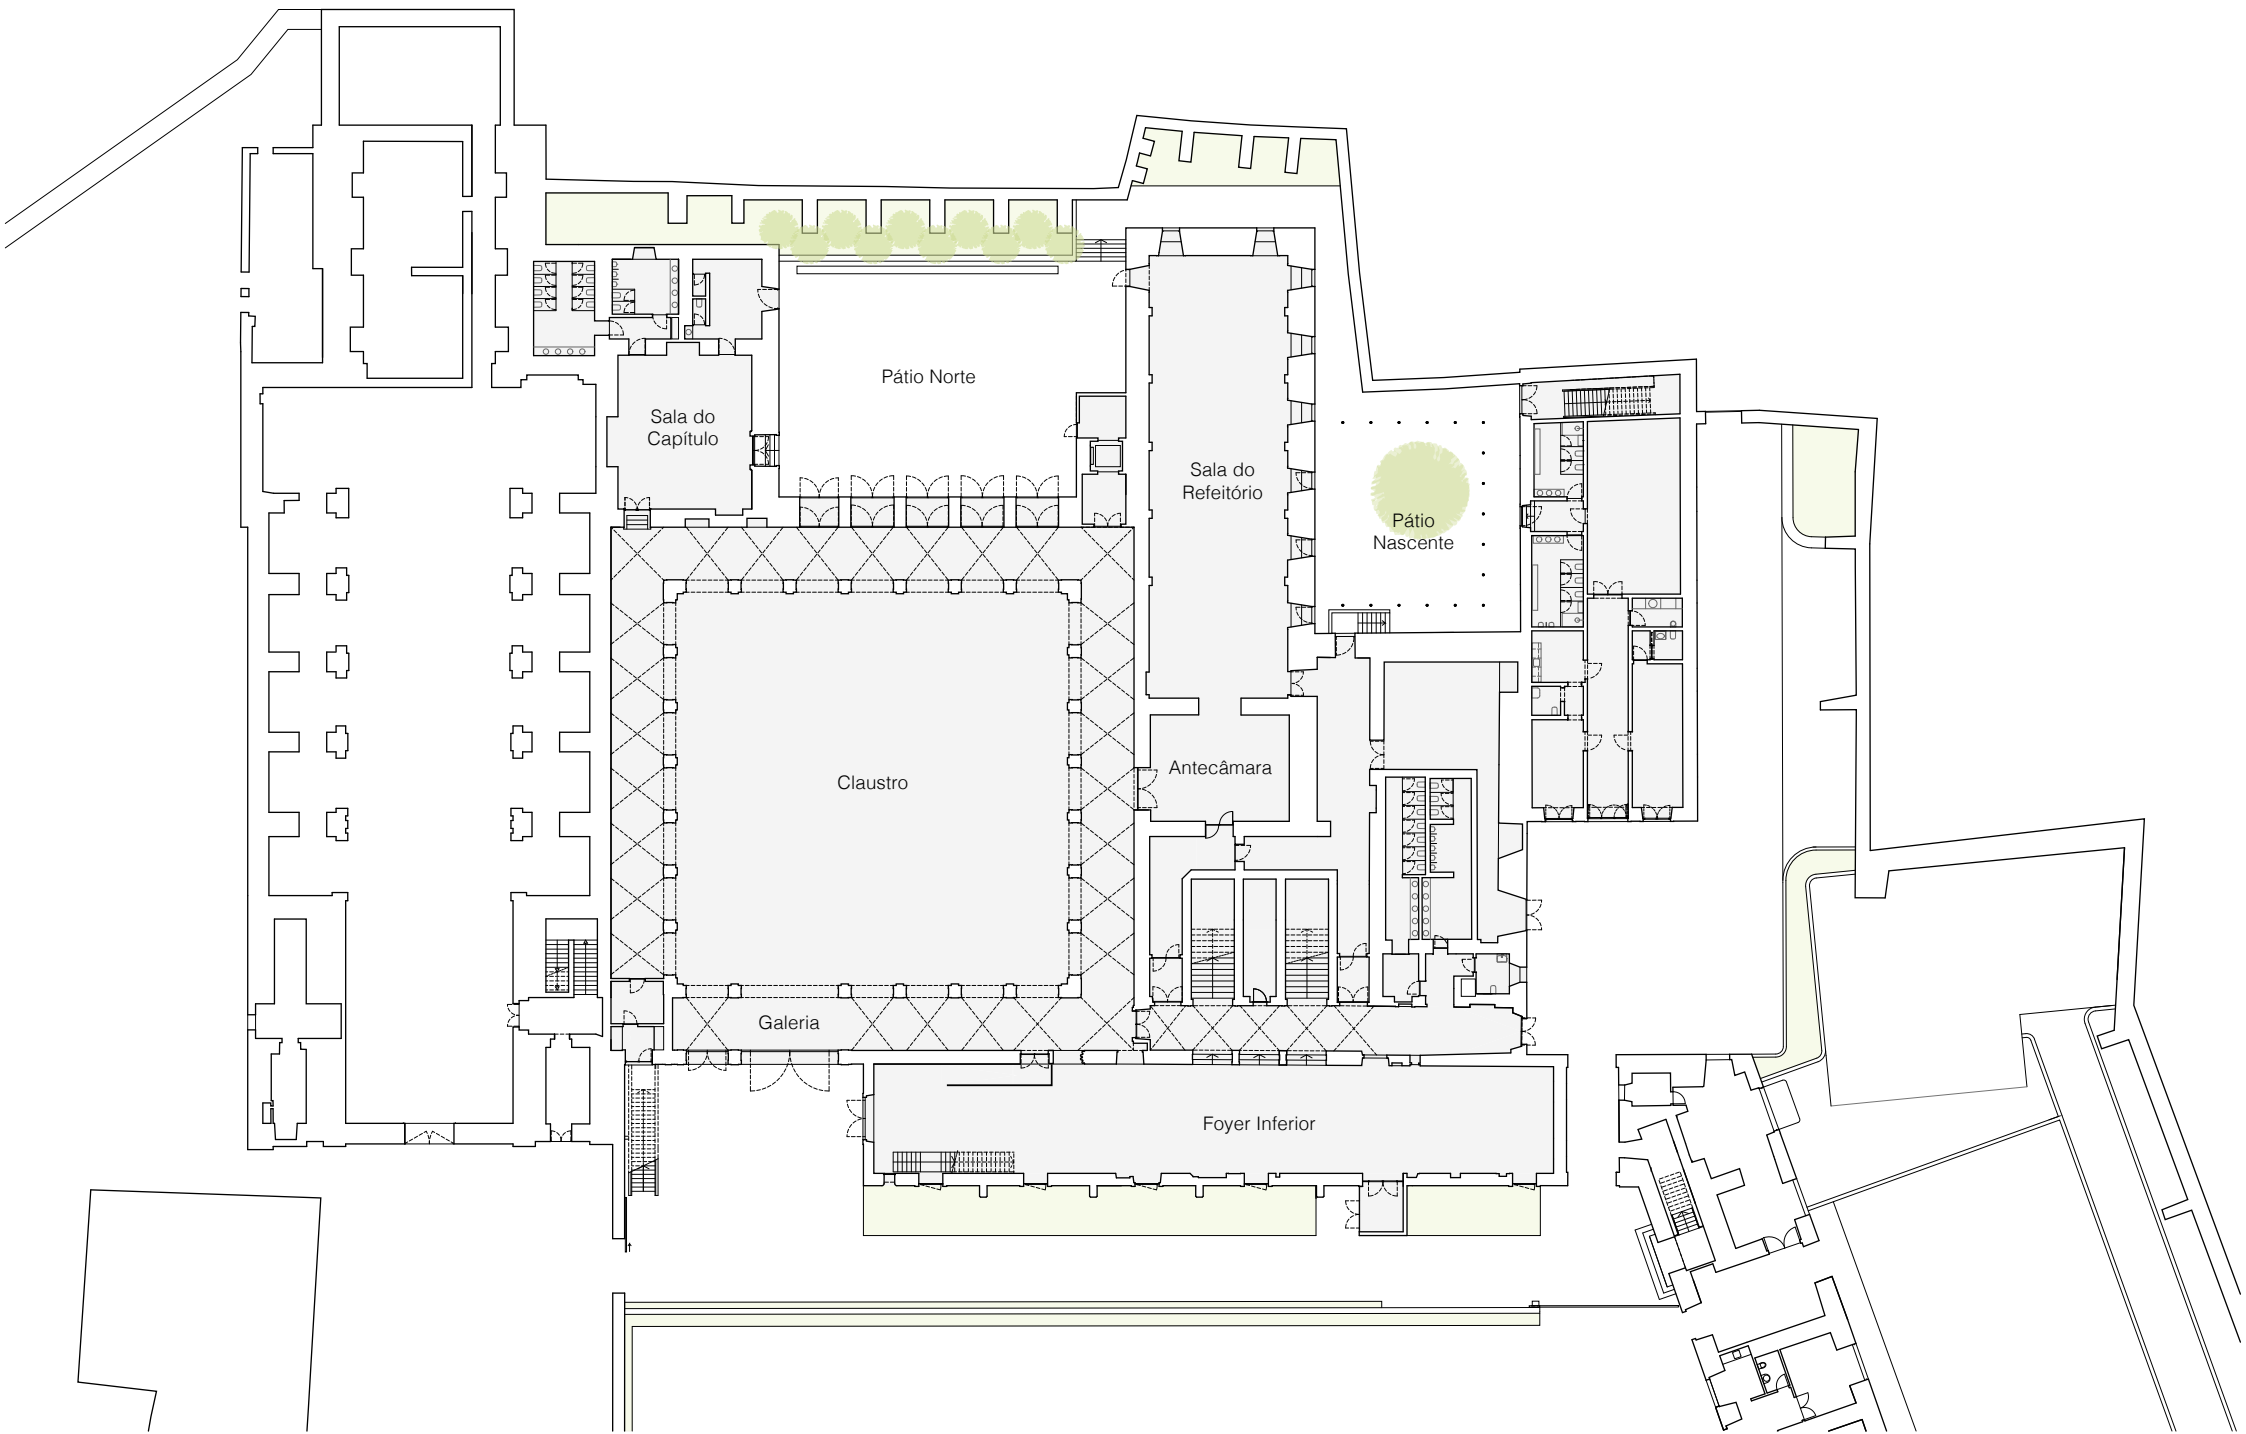 Pátio Norte
Sala do
Capítulo
Sala do
Refeitório
Pátio
Nascente
Claustro
Antecâmara
Galeria
Foyer Inferior